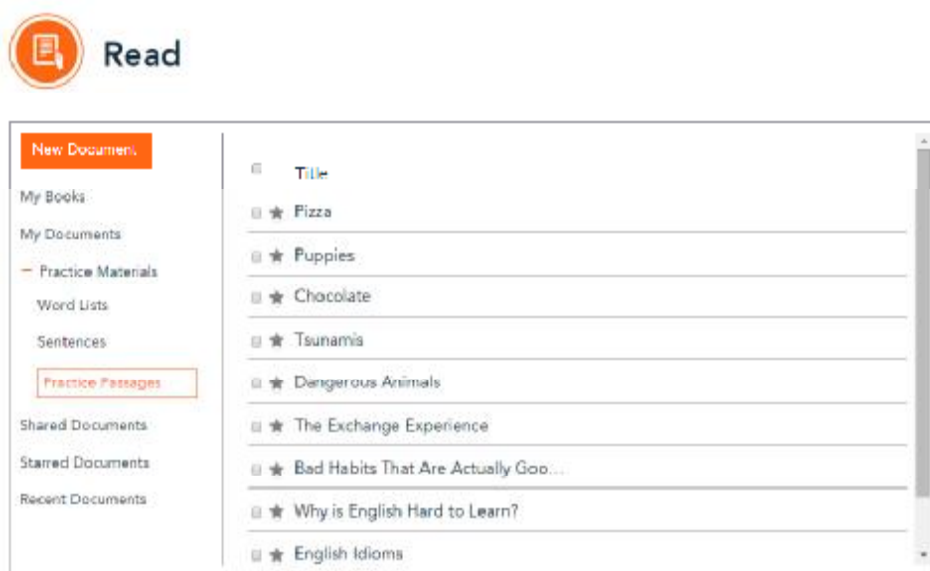 Read
New Document
My Books
My Documents
Practice Materials
Word Lists
Sentences
Practice Passages
Shared Documents
Starred Documents
Recent Documents
Title
Pizza
Puppies
Chocolate
Tsunamis
Dangerous Animals
The Exchange Experience
Bad Habits That Are Actually Goo...
Why is English Hard to Learn?
English Idioms